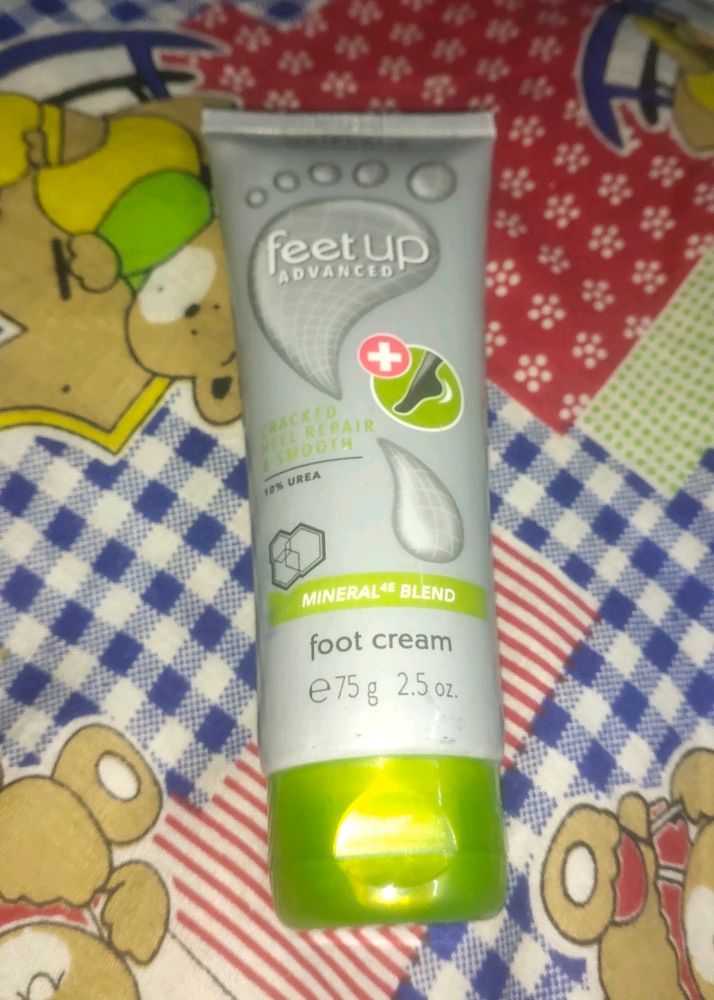 feet up
ADVANCED
CRACKED
HEEL REPAIR
& SMOOTH
10% UREA
MINERAL4E BLEND
foot cream
e 75 g 2.5 oz.